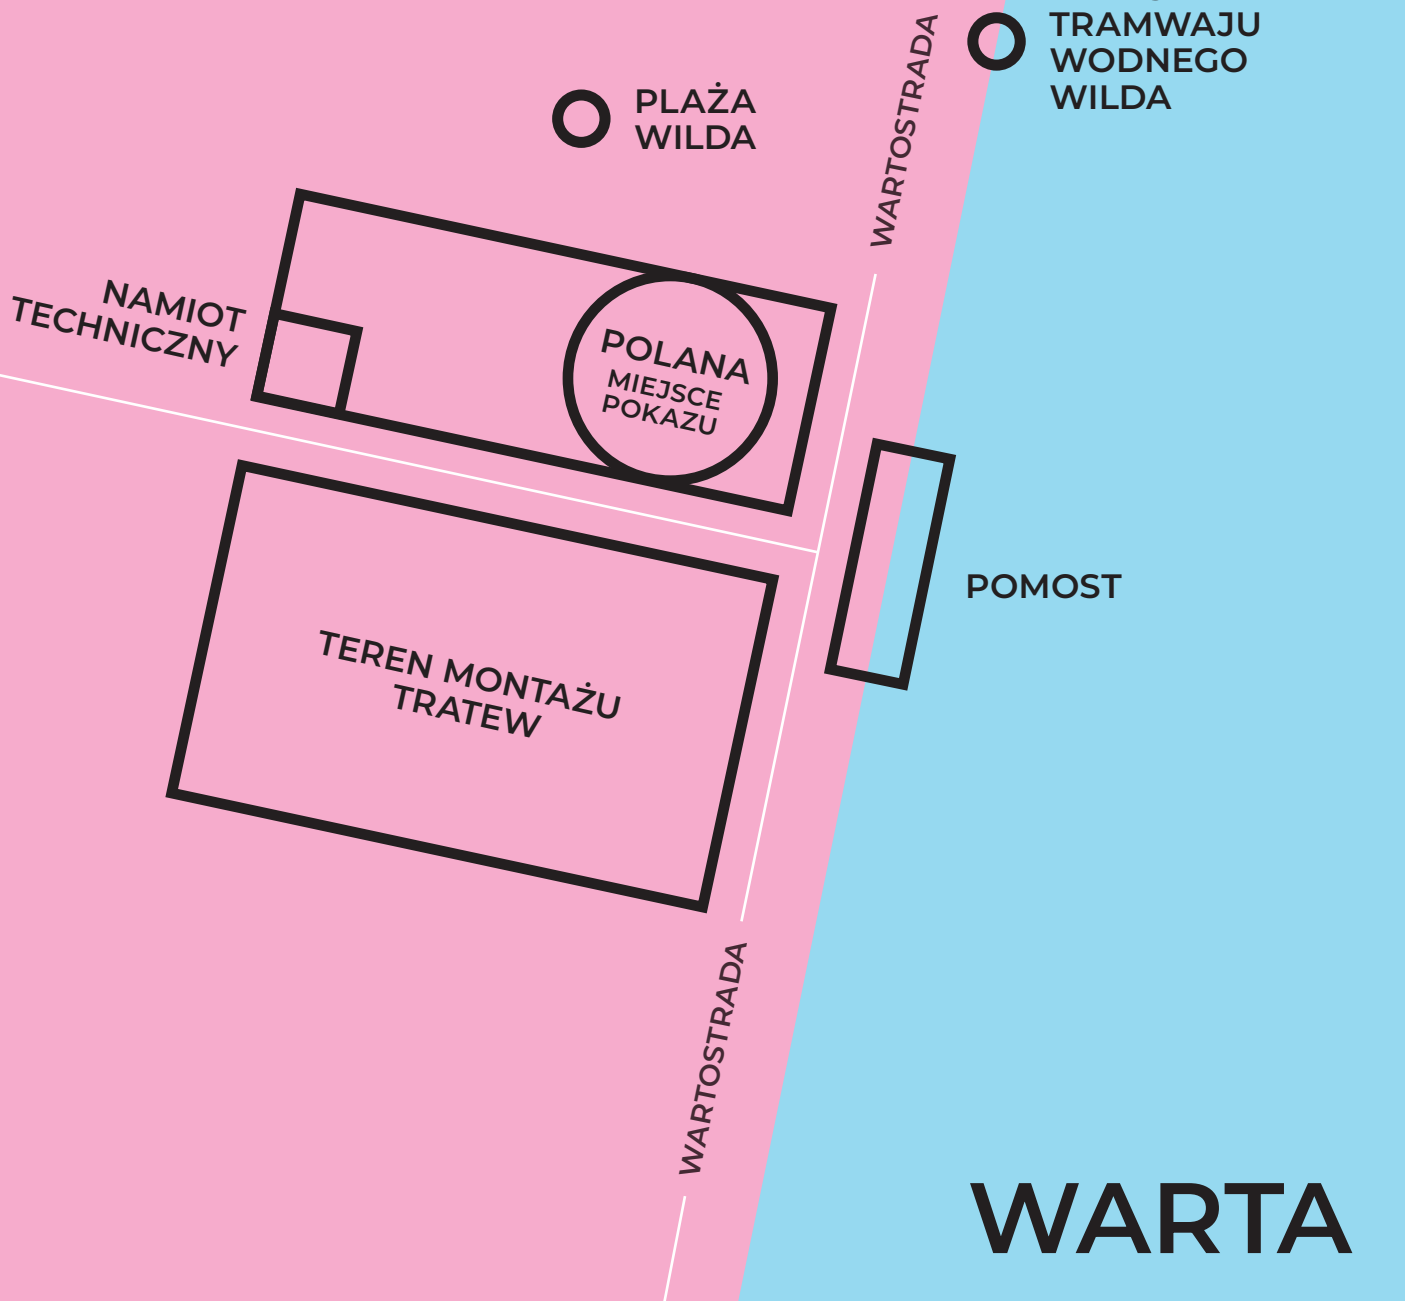 TRAMWAJU
WODNEGO
WILDA
WARTOSTRADA
PLAŻA
WILDA
NAMIOT
TECHNICZNY
POLANA
MIEJSCE
POKAZU
POMOST
TEREN MONTAŻU
TRATEW
WARTOSTRADA
WARTA